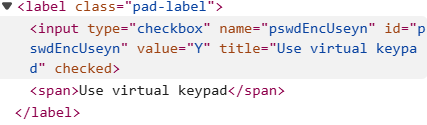 ▼<label class="pad-label">
<input type="checkbox" name="pswdEncUseyn" id="p
swdEncUseyn" value="Y" title="Use virtual keypa
d" checked>
<span>Use virtual keypad</span>
</label>